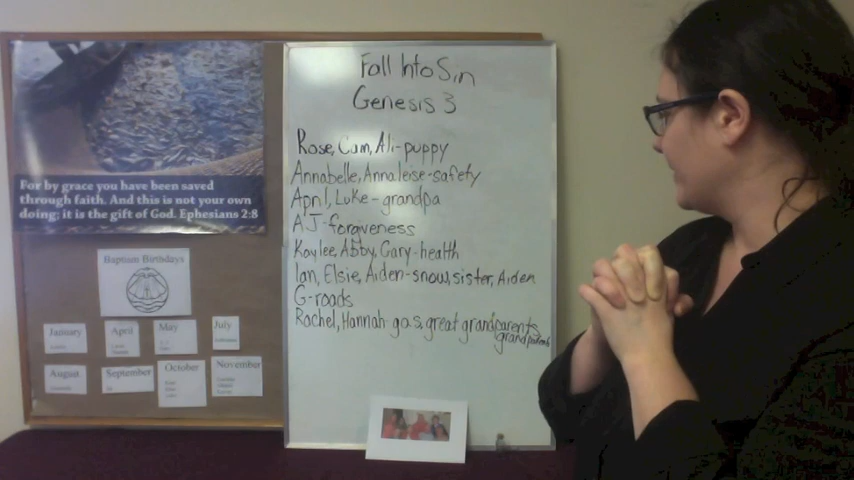 For by grace you have been saved
through faith. And this is not your own
doing; it is the gift of God. Ephesians 2:8
Baptism Birthdays
January
April
May
July
August
September
October
November
Fall Into Sin
Genesis 3
Rose, Cam, Ali-puppy
Annabelle, Annaleise-safety
April, Luke-grandpa
AJ-forgiveness
Kaylee, Abby, Gary-health
Ian, Elsie, Aiden-snow, sister, Aiden
G-roads
Rachel, Hannah-g.a.s, great grandparents,
grandparents